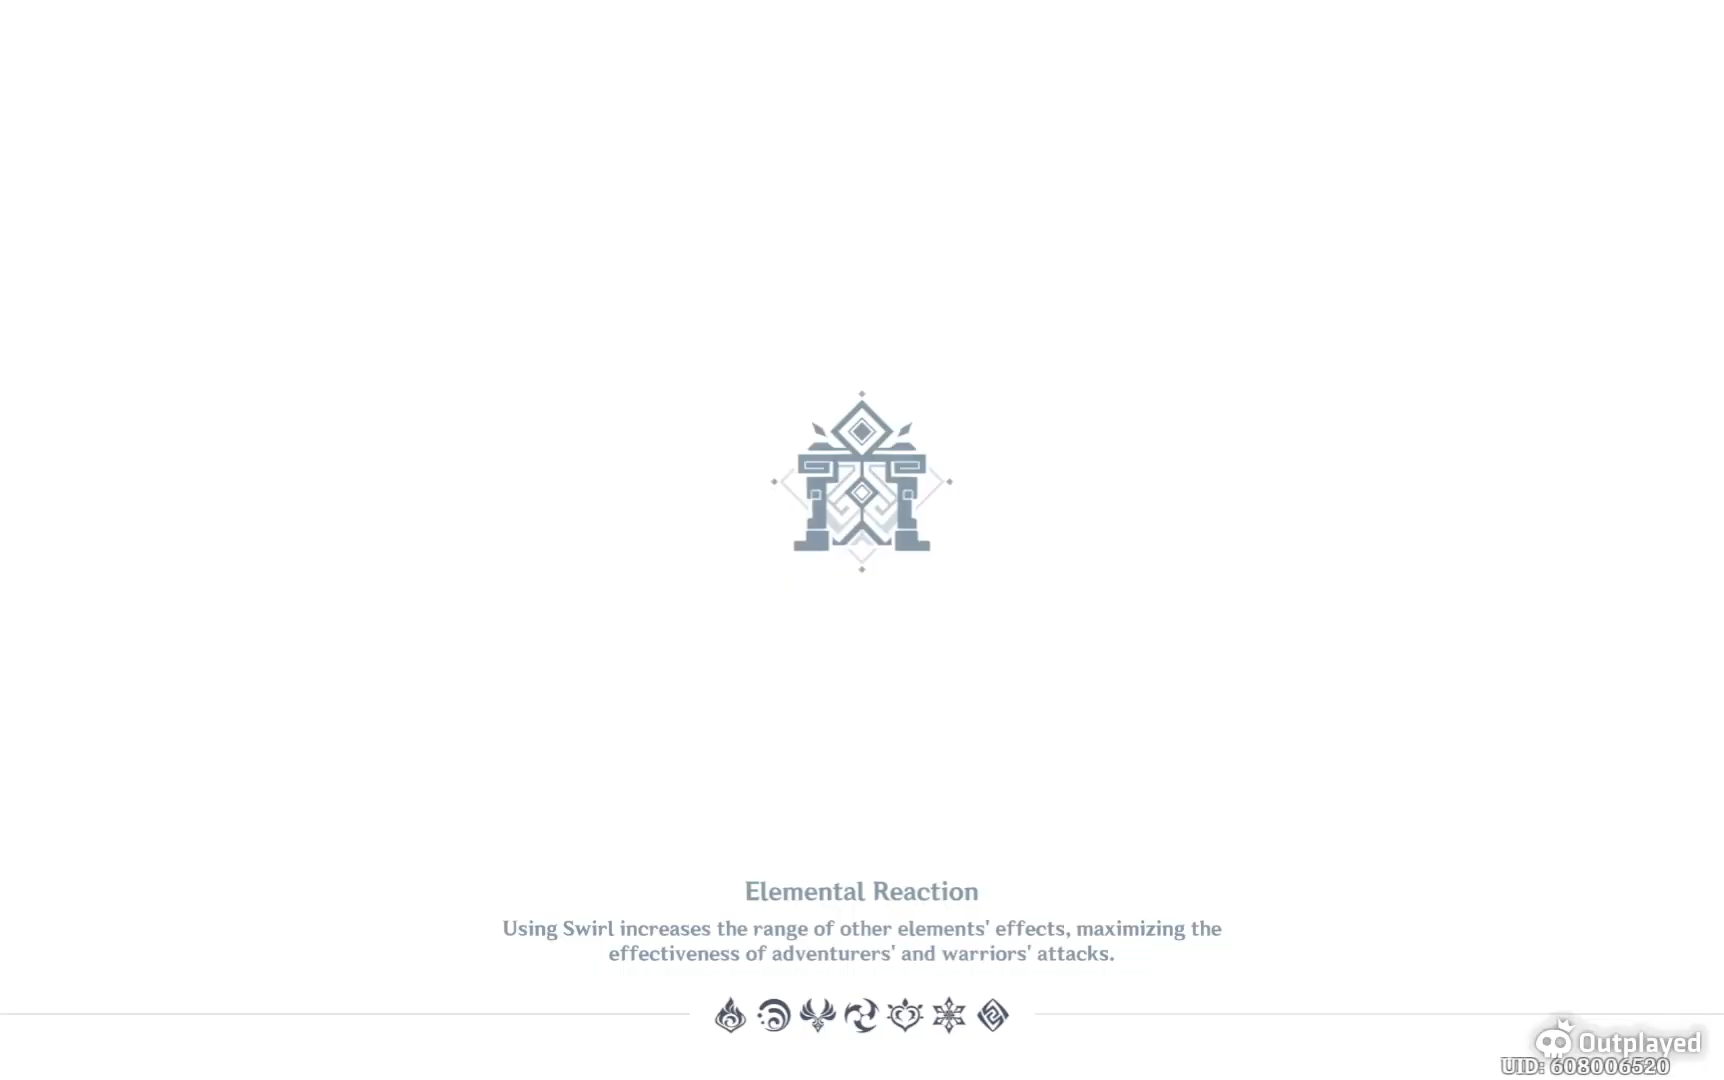 Elemental Reaction
Using Swirl increases the range of other elements' effects, maximizing the
effectiveness of adventurers' and warriors' attacks.
Outplayed
UID: 608006520